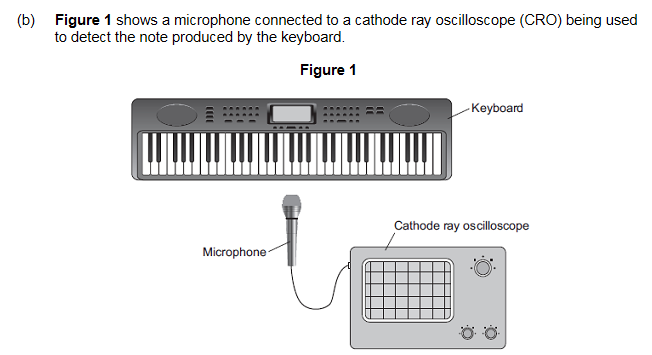 (b) Figure 1 shows a microphone connected to a cathode ray oscilloscope (CRO) being used
to detect the note produced by the keyboard.
Figure 1
Keyboard
Cathode ray oscilloscope
Microphone